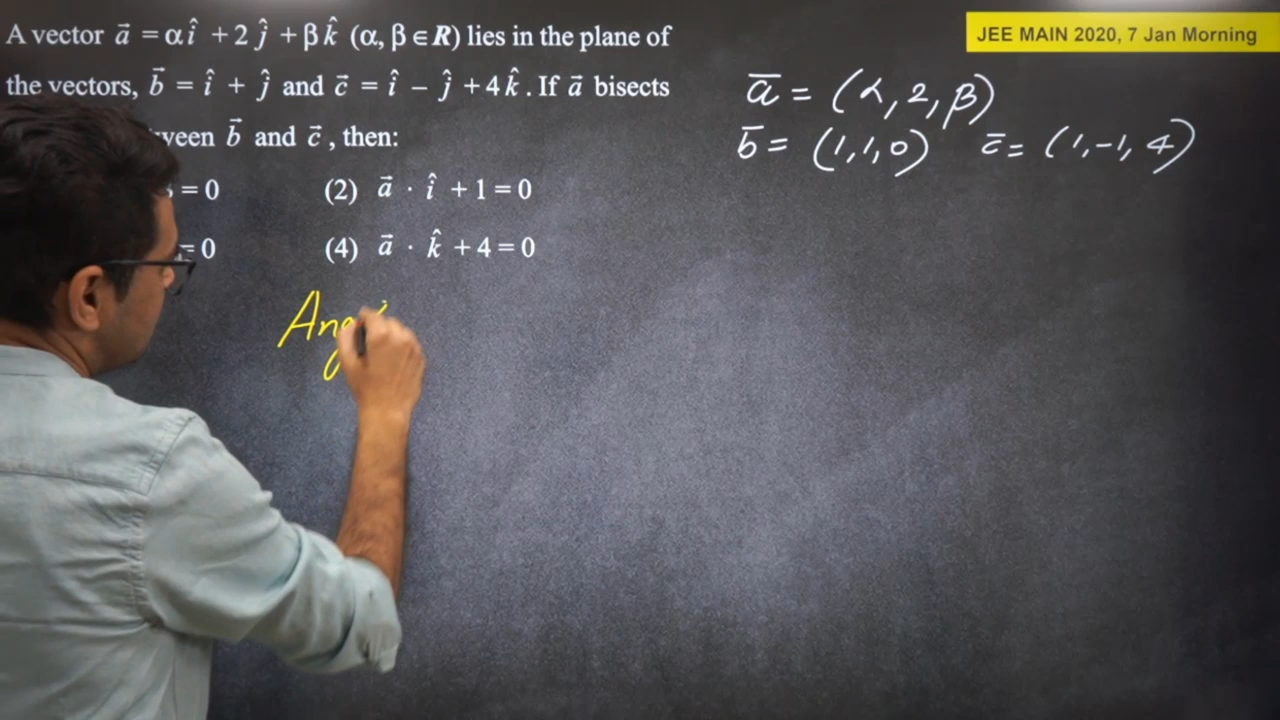 A vector a⃗ = αî + 2ĵ + βk̂ (α, β ∈ R) lies in the plane of
the vectors, b⃗ = î + ĵ and c⃗ = î − ĵ + 4k̂. If a⃗ bisects
b⃗ and c⃗, then:
= 0 (2) a⃗ · î + 1 = 0
= 0 (4) a⃗ · k̂ + 4 = 0
JEE MAIN 2020, 7 Jan Morning
a̅ = (α, 2, β)
b̅ = (1,1,0) c̅ = (1,-1, 4)
Ang